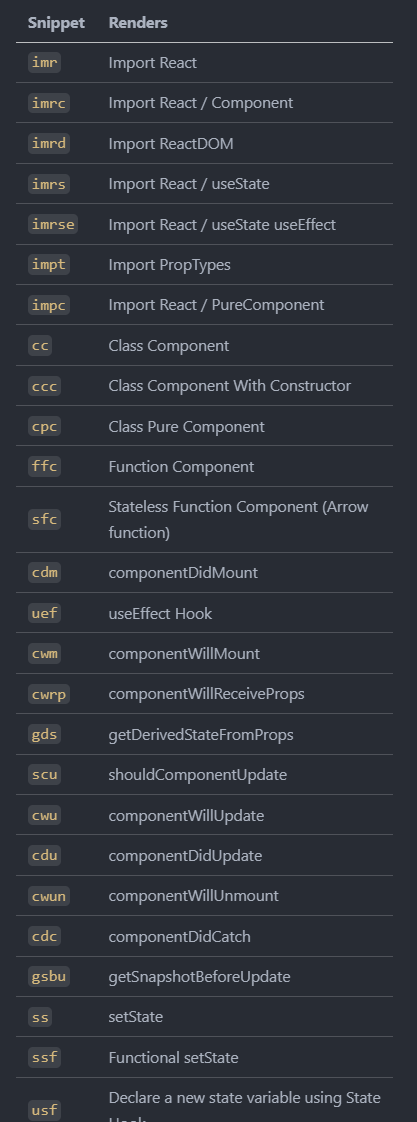 Snippet Renders
imr Import React
imrc Import React / Component
imrd Import ReactDOM
imrs Import React / useState
imrse Import React / useState useEffect
impt Import PropTypes
impc Import React / PureComponent
cc Class Component
ccc Class Component With Constructor
cpc Class Pure Component
ffc Function Component
sfc Stateless Function Component (Arrow
function)
cdm componentDidMount
uef useEffect Hook
cwm componentWillMount
cwrp componentWillReceiveProps
gds getDerivedStateFromProps
scu shouldComponentUpdate
cwu componentWillUpdate
cdu componentDidUpdate
cwun componentWillUnmount
cdc componentDidCatch
gsbu getSnapshotBeforeUpdate
ss setState
ssf Functional setState
usf Declare a new state variable using State
Hook